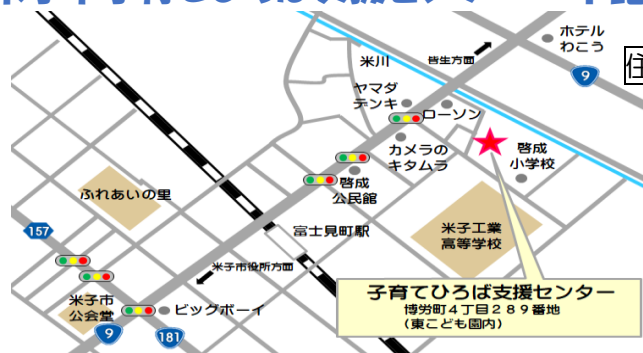 ホテル
わこう
米川
皆生方面
9
住
ヤマダ
デンキ
ローソン
カメラの
キタムラ
啓成
小学校
啓成
公民館
ふれあいの里
富士見町駅
米子工業
高等学校
157
米子市役所方面
米子市
公会堂
ビッグボーイ
9
181
子育てひろば支援センター
博労町4丁目289番地
(東こども園内)